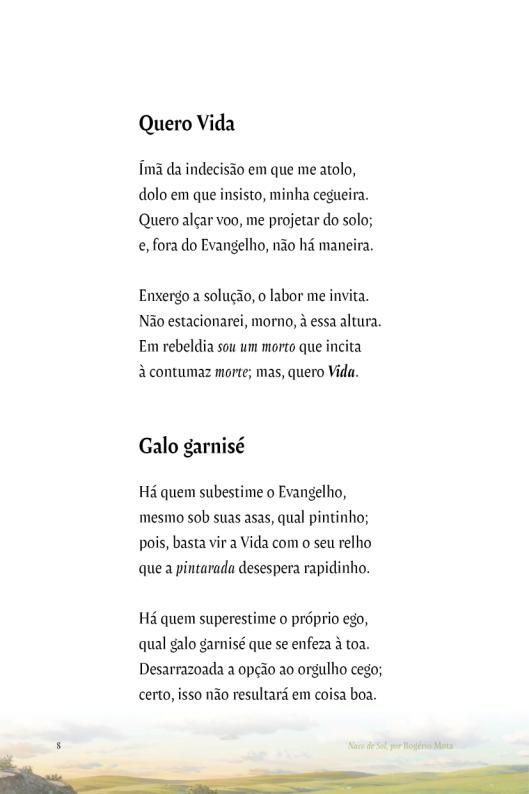 Quero Vida
Ímã da indecisão em que me atolo,
dolo em que insisto, minha cegueira.
Quero alçar voo, me projetar do solo;
e, fora do Evangelho, não há maneira.
Enxergo a solução, o labor me invita.
Não estacionarei, morno, à essa altura.
Em rebeldia sou um morto que incita
à contumaz morte; mas, quero Vida.
Galo garnisé
Há quem subestime o Evangelho,
mesmo sob suas asas, qual pintinho;
pois, basta vir a Vida com o seu relho
que a pintarada desespera rapidinho.
Há quem superestime o próprio ego,
qual galo garnisé que se enfeza à toa.
Desarrazoada a opção ao orgulho cego;
certo, isso não resultará em coisa boa.
8 Naco de Sol, por Rogério Mota